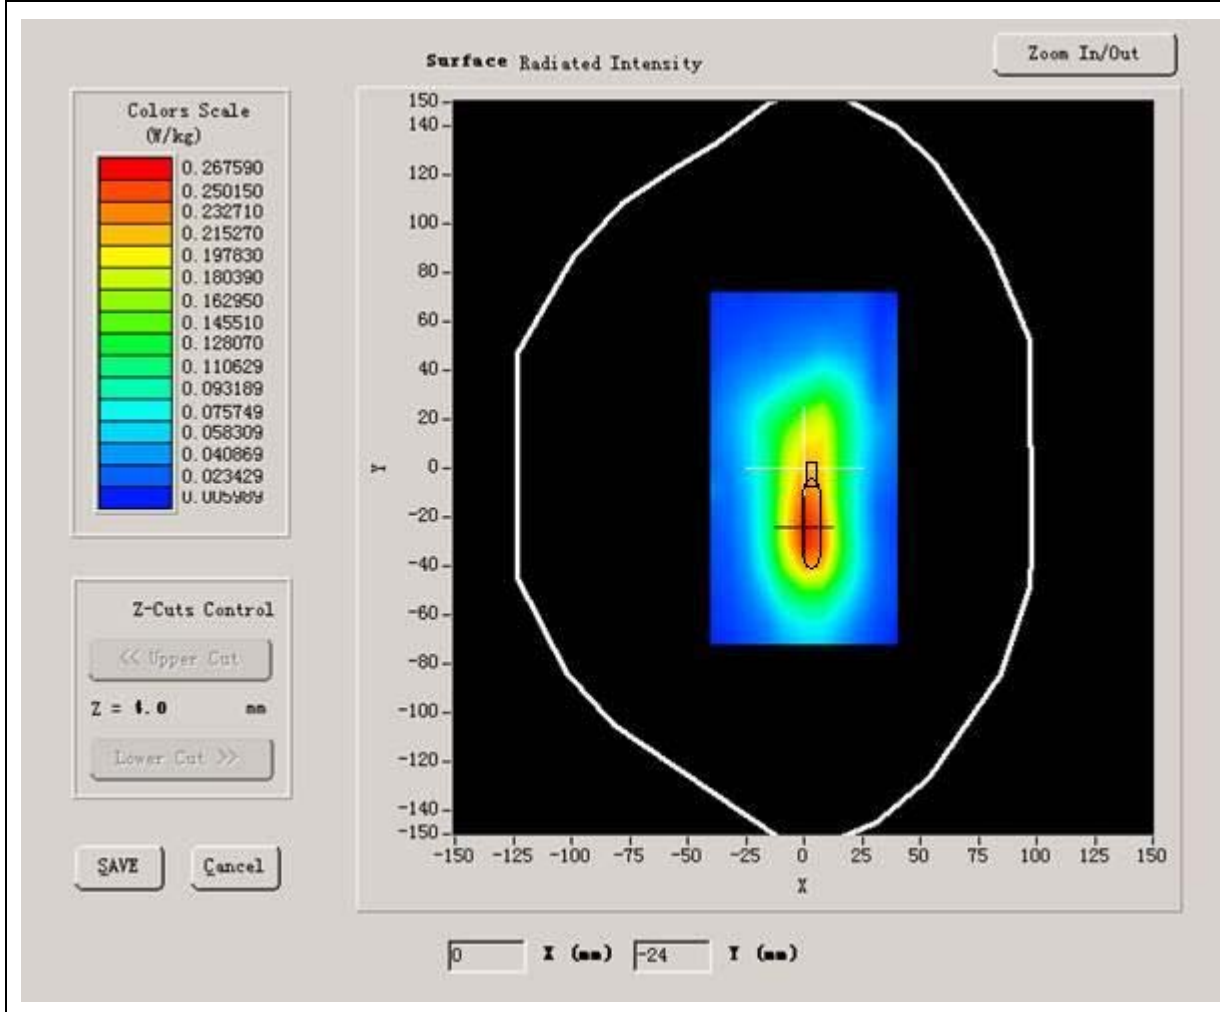 Surface Radiated Intensity
Zoom In/Out
Colors Scale
(W/kg)
0.267590
0.250150
0.232710
0.215270
0.197830
0.180390
0.162950
0.145510
0.128070
0.110629
0.093189
0.075749
0.058309
0.040869
0.023429
0.005989
Z-Cuts Control
<< Upper Cut
Z = 4.0 mm
Lower Cut >>
SAVE
Cancel
150
140
120
100
80
60
40
20
0
-20
-40
-60
-80
-100
-120
-140
-150
Y
-150 -125 -100 -75 -50 -25 0 25 50 75 100 125 150
X
0 X (mm) -24 Y (mm)